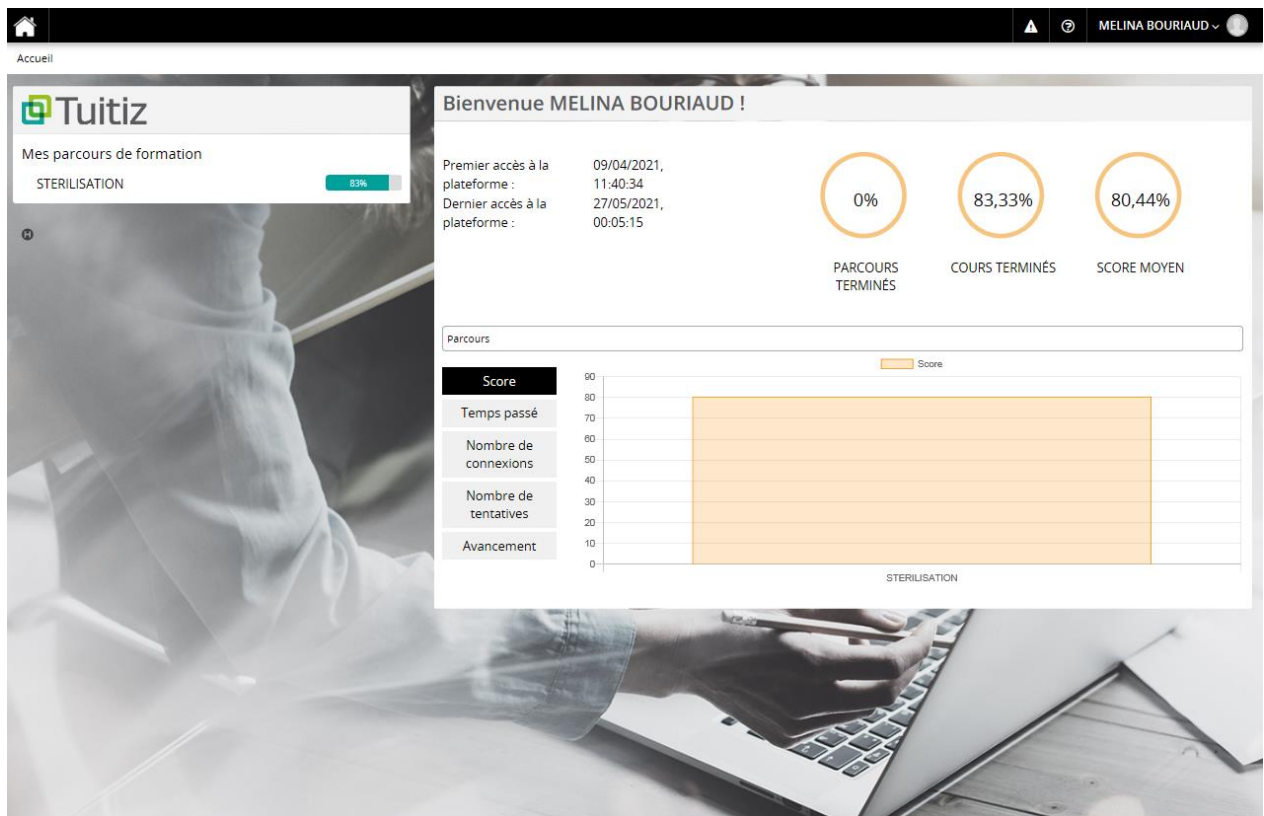 MELINA BOURIAUD
Accueil
Tuitiz
Mes parcours de formation
STERILISATION
83%
Bienvenue MELINA BOURIAUD !
Premier accès à la
plateforme :
09/04/2021,
11:40:34
Dernier accès à la
plateforme :
27/05/2021,
00:05:15
0%
PARCOURS
TERMINÉS
83,33%
COURS TERMINÉS
80,44%
SCORE MOYEN
Parcours
Score
Temps passé
Nombre de
connexions
Nombre de
tentatives
Avancement
Score
90
80
70
60
50
40
30
20
10
0
STERILISATION